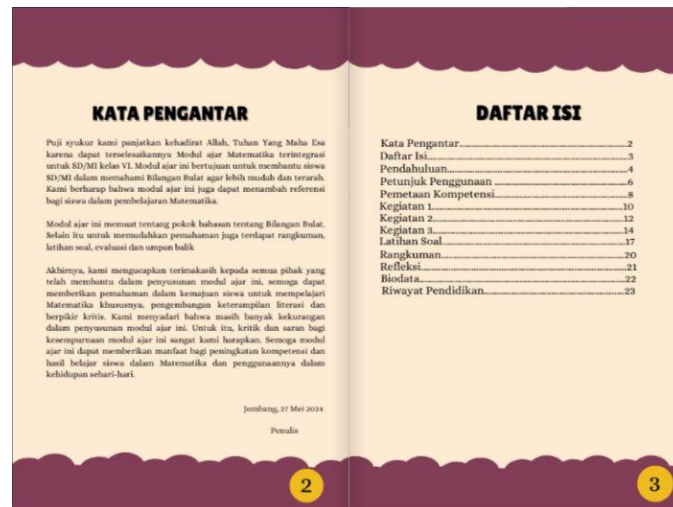 KATA PENGANTAR
Puji syukur kami panjatkan kehadirat Allah, Tuhan Yang Maha Esa
karena dapat terselesaikannya Modul ajar Matematika terintegrasi
untuk SD/MI kelas VI. Modul ajar ini bertujuan untuk membantu siswa
SD/MI dalam memahami Bilangan Bulat agar lebih mudah dan terarah.
Kami berharap bahwa modul ajar ini juga dapat menambah referensi
bagi siswa dalam pembelajaran Matematika.
Modul ajar ini memuat tentang pokok bahasan tentang Bilangan Bulat.
Selain itu untuk memudahkan pemahaman juga terdapat rangkuman,
latihan soal, evaluasi dan umpan balik
Akhirnya, kami mengucapkan terimakasih kepada semua pihak yang
telah membantu dalam penyusunan modul ajar ini, semoga dapat
memberikan pemahaman dalam kemajuan siswa untuk mempelajari
Matematika khususnya, pengembangan keterampilan literasi dan
berpikir kritis. Kami menyadari bahwa masih banyak kekurangan
dalam penyusunan modul ajar ini. Untuk itu, kritik dan saran bagi
kesempurnaan modul ajar ini sangat kami harapkan. Semoga modul
ajar ini dapat memberikan manfaat bagi peningkatan kompetensi dan
hasil belajar siswa dalam Matematika dan penggunaannya dalam
kehidupan sehari-hari.
Jombang, 27 Mei 2024
Penulis
2
DAFTAR ISI
Kata Pengantar.....2
Daftar Isi.....3
Pendahuluan.....4
Petunjuk Penggunaan.....6
Pemetaan Kompetensi.....8
Kegiatan 1.....10
Kegiatan 2.....12
Kegiatan 3.....14
Latihan Soal.....17
Rangkuman.....20
Refleksi.....21
Biodata.....22
Riwayat Pendidikan.....23
3